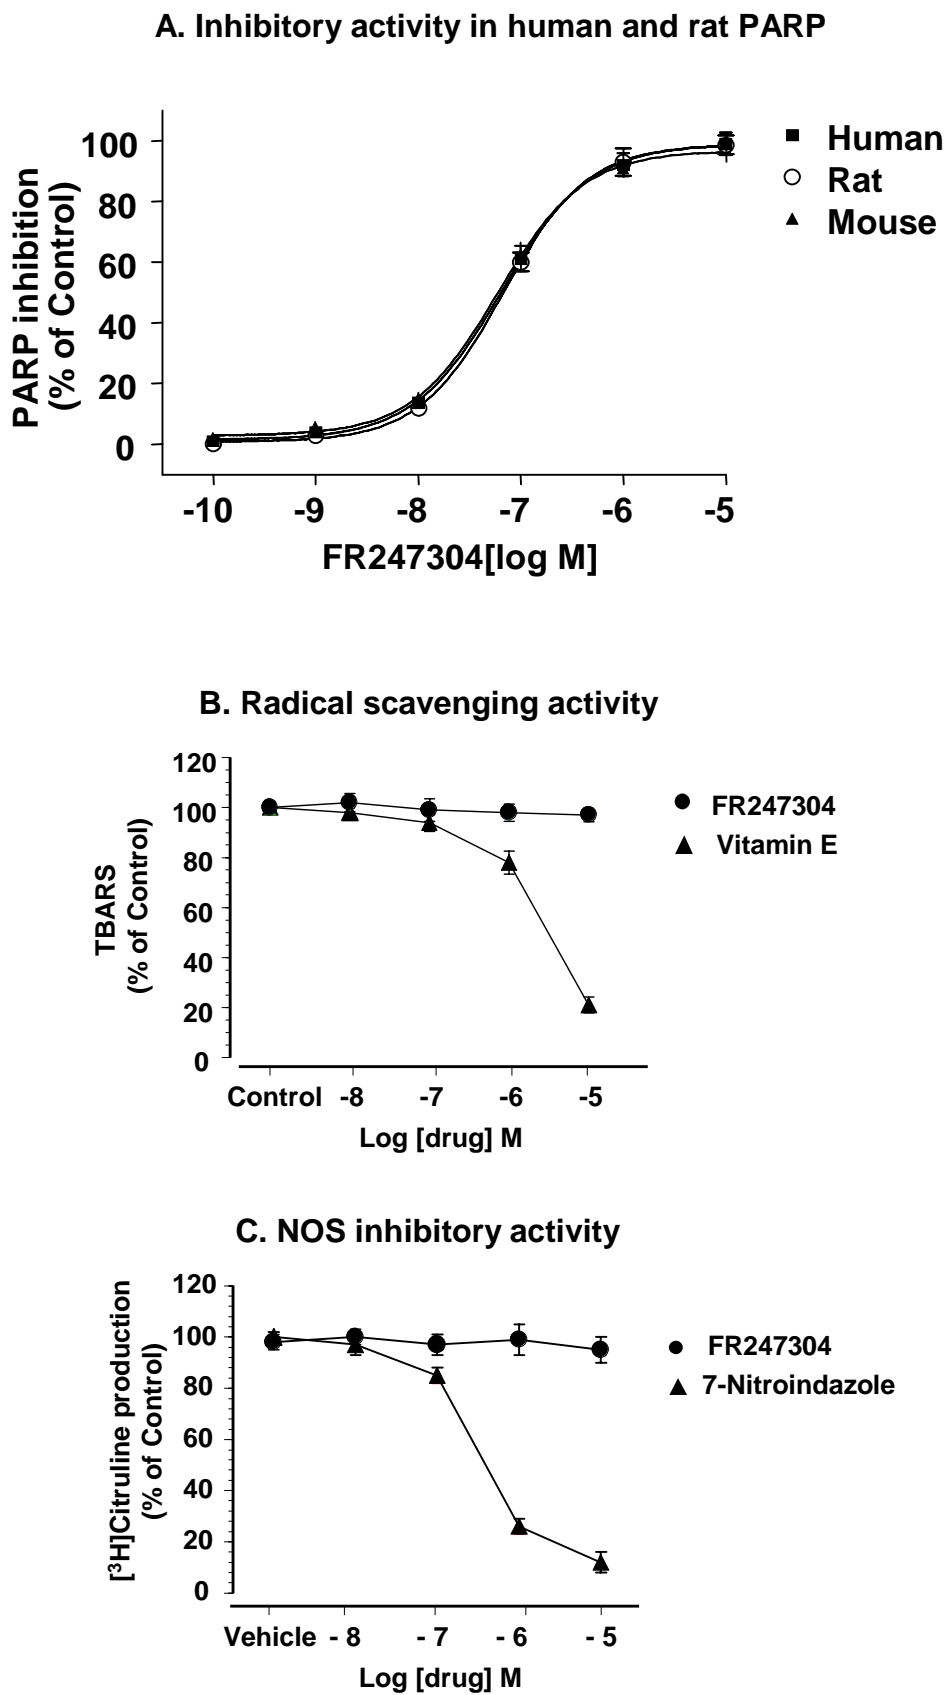 A. Inhibitory activity in human and rat PARP
PARP inhibition
(% of Control)
100
80
60
40
20
0
-10 -9 -8 -7 -6 -5
FR247304[log M]
Human
Rat
Mouse
B. Radical scavenging activity
TBARS
(% of Control)
120
100
80
60
40
20
0
Control -8 -7 -6 -5
Log [drug] M
FR247304
Vitamin E
C. NOS inhibitory activity
[³H]Citruline production
(% of Control)
120
100
80
60
40
20
0
Vehicle - 8 - 7 - 6 - 5
Log [drug] M
FR247304
7-Nitroindazole